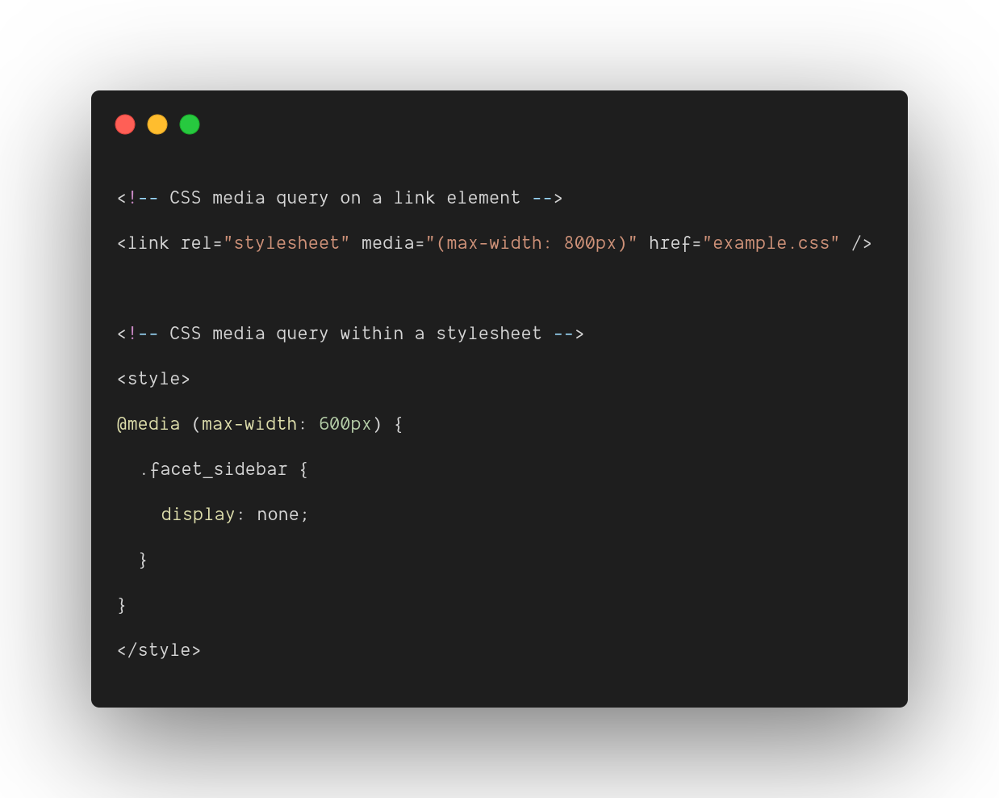 <!-- CSS media query on a link element -->
<link rel="stylesheet" media="(max-width: 800px)" href="example.css" />
<!-- CSS media query within a stylesheet -->
<style>
@media (max-width: 600px) {
  .facet_sidebar {
    display: none;
  }
}
</style>